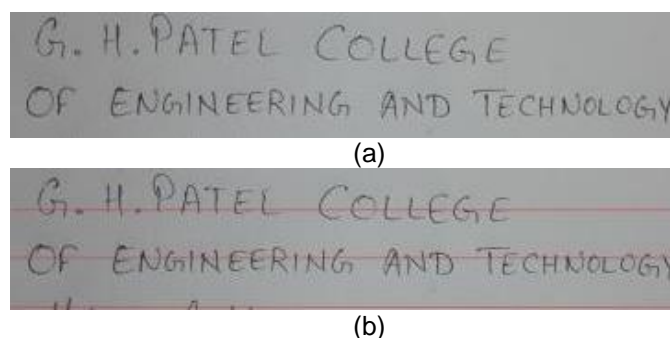 G. H. PATEL COLLEGE
OF ENGINEERING AND TECHNOLOGY
(a)
G. H. PATEL COLLEGE
OF ENGINEERING AND TECHNOLOGY
(b)